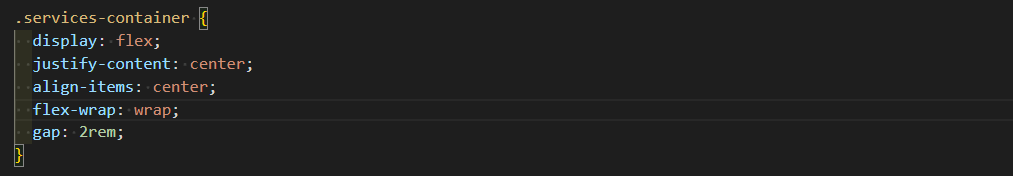 .services-container {
  display: flex;
  justify-content: center;
  align-items: center;
  flex-wrap: wrap;
  gap: 2rem;
}